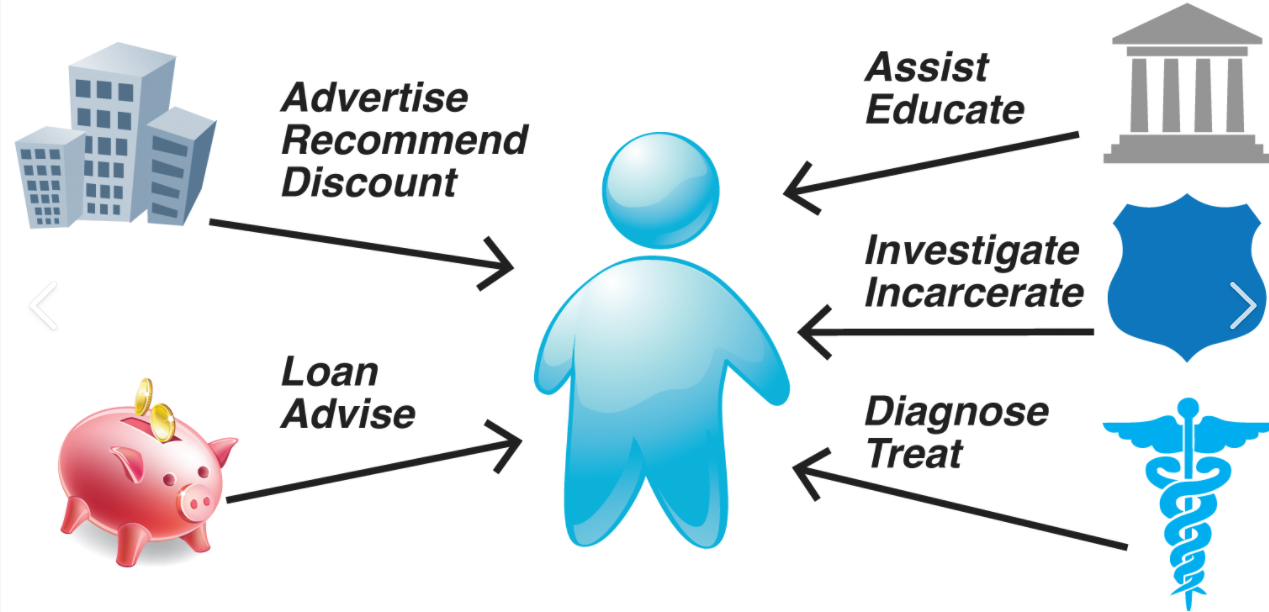 Advertise
Recommend
Discount
Loan
Advise
Assist
Educate
Investigate
Incarcerate
Diagnose
Treat